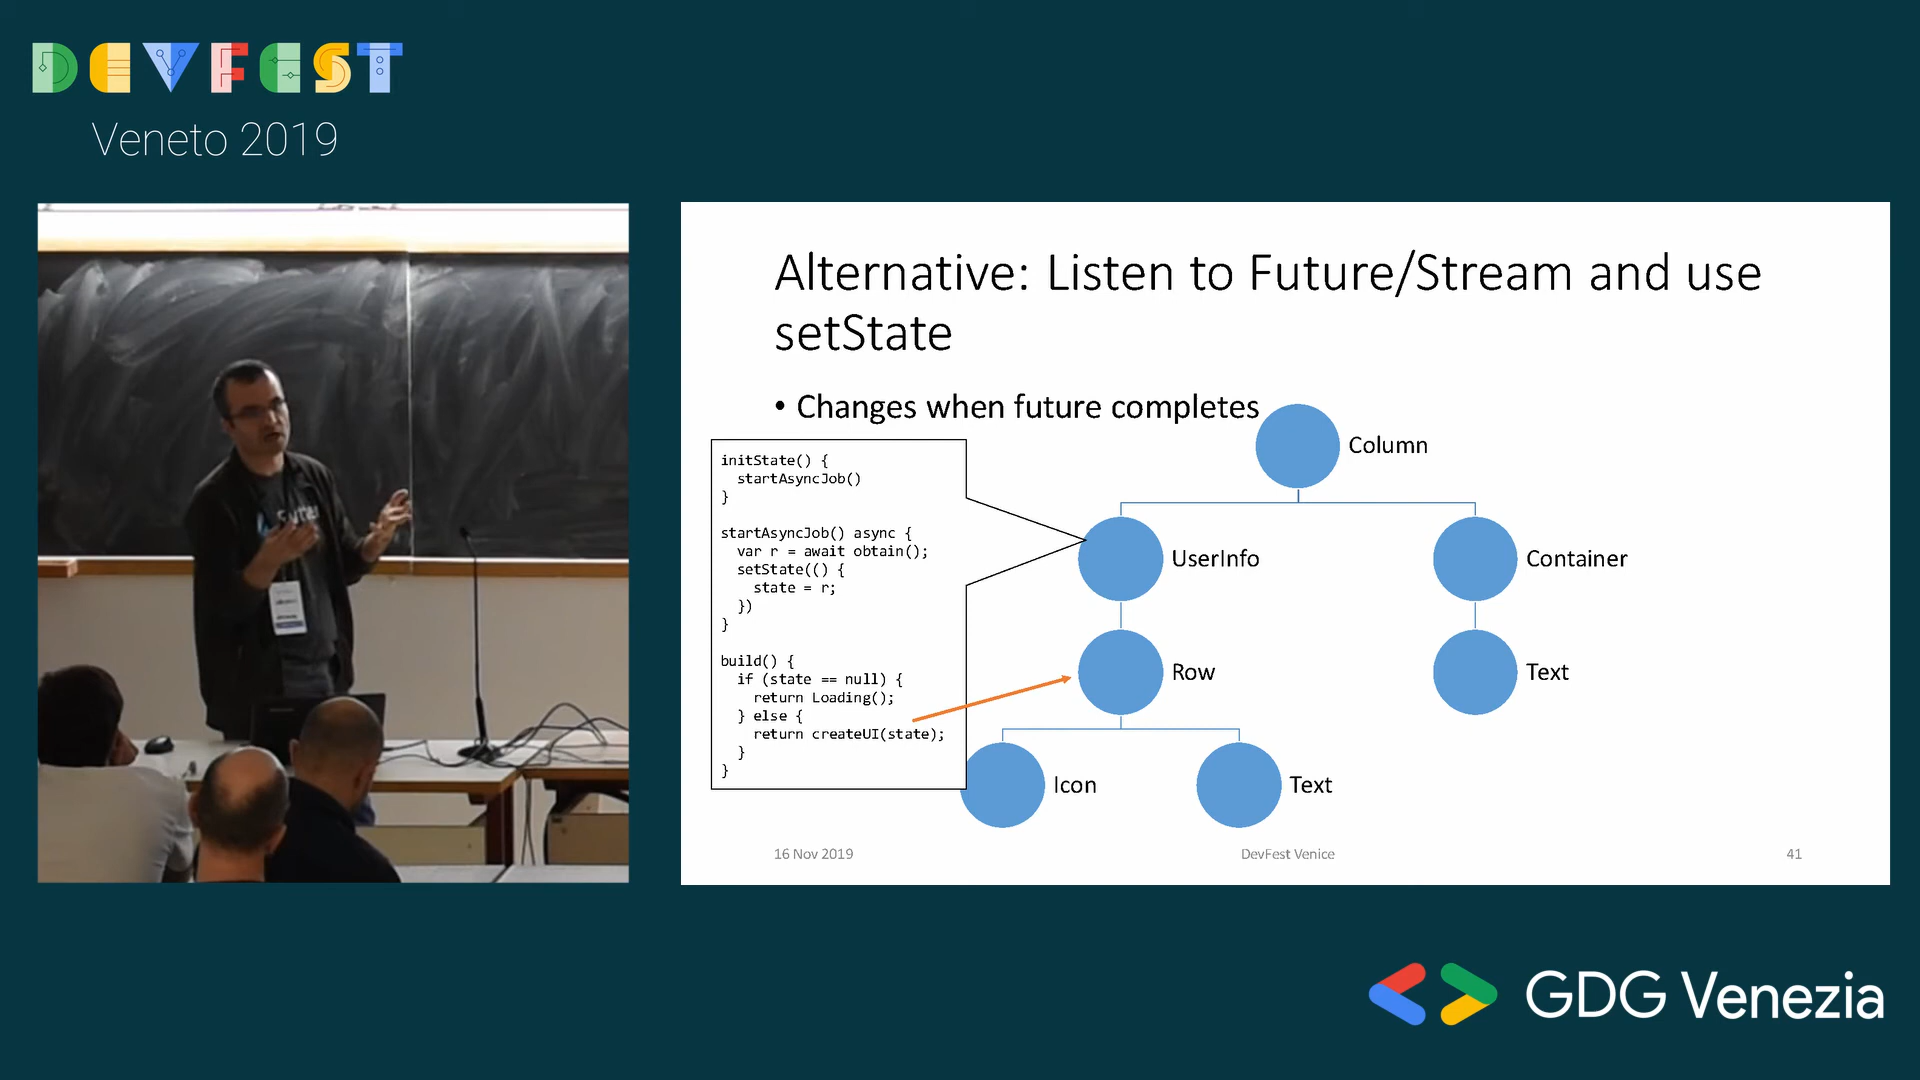 DEVFEST
Veneto 2019
Alternative: Listen to Future/Stream and use
setState
• Changes when future completes
initState() {
  startAsyncJob()
}
startAsyncJob() async {
  var r = await obtain();
  setState(() {
    state = r;
  })
}
build() {
  if (state == null) {
    return Loading();
  } else {
    return createUI(state);
  }
}
Column
UserInfo
Container
Row
Text
Icon
Text
16 Nov 2019
DevFest Venice
41
GDG Venezia